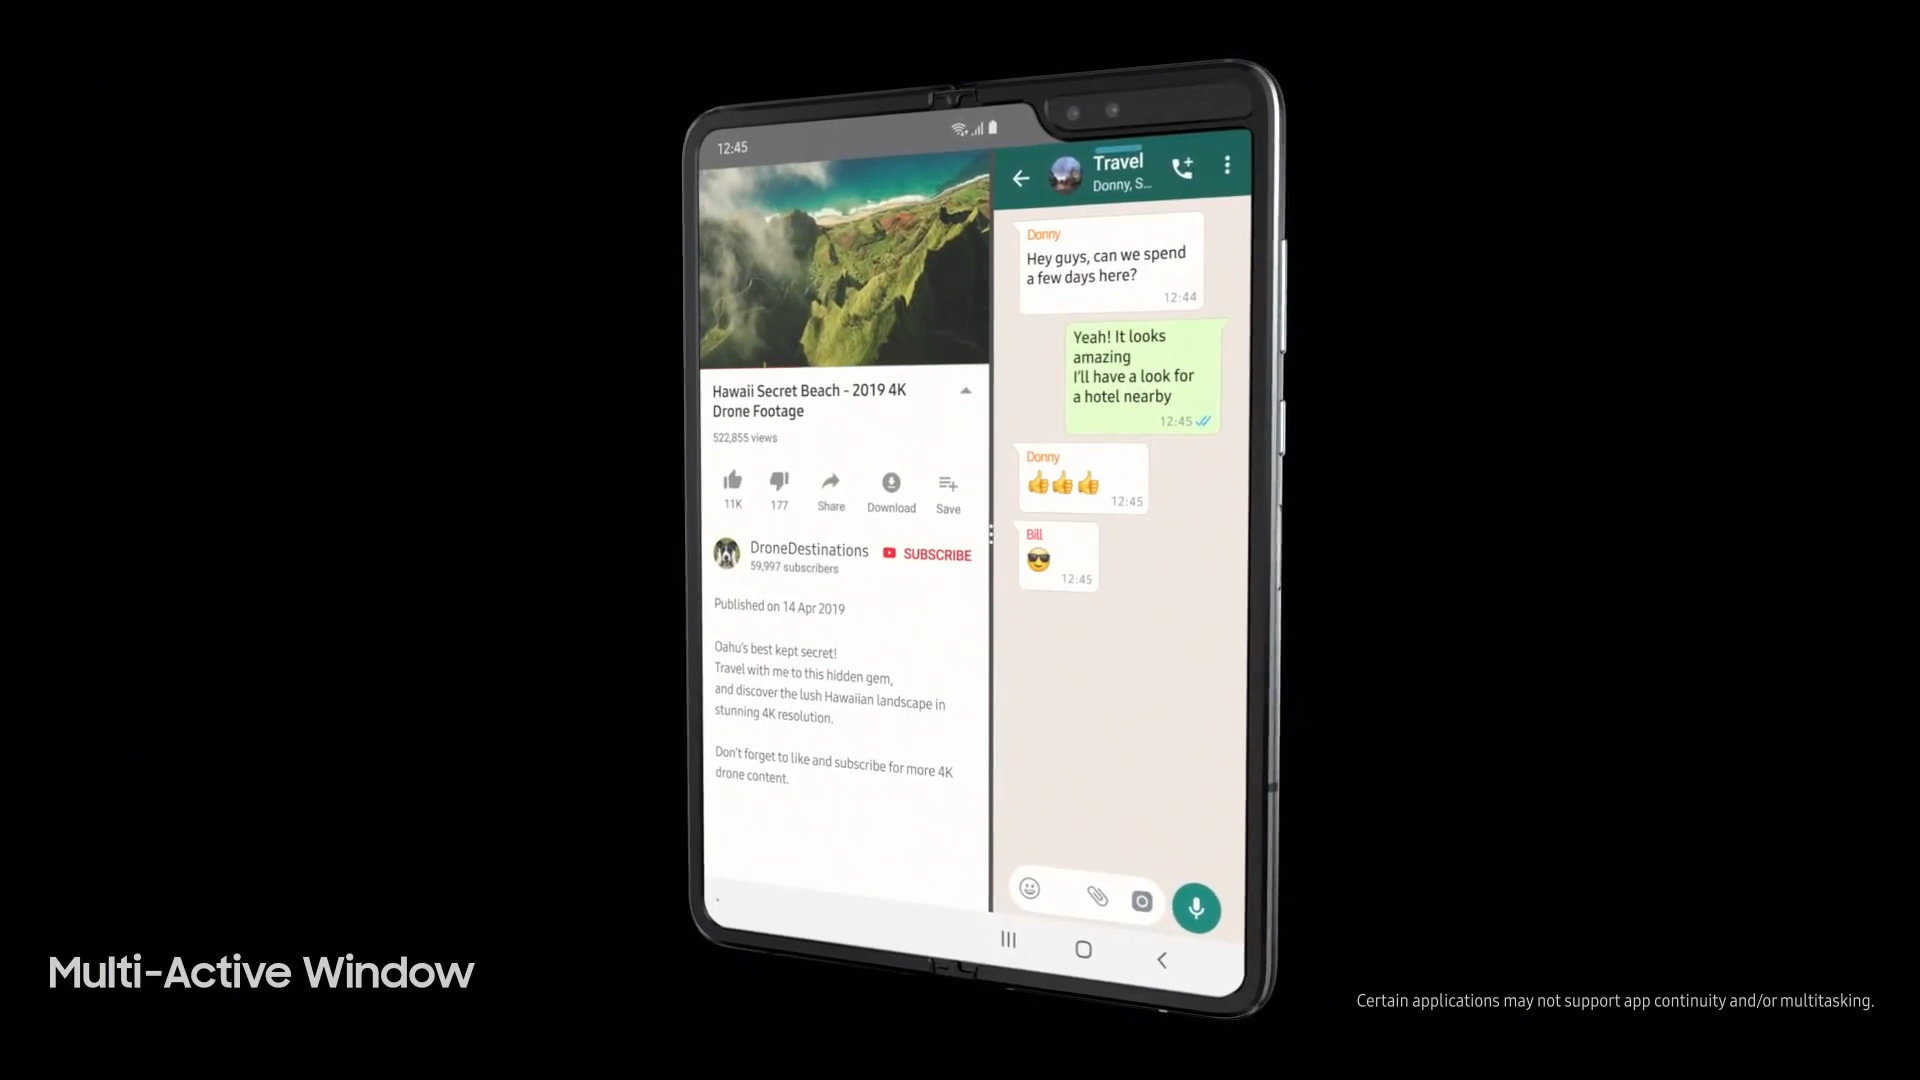 12:45
Hawaii Secret Beach - 2019 4K
Drone Footage
522,855 views
11K
177
Share
Download
Save
DroneDestinations
SUBSCRIBE
59,997 subscribers
Published on 14 Apr 2019
Oahu's best kept secret!
Travel with me to this hidden gem,
and discover the lush Hawaiian landscape in
stunning 4K resolution.
Don't forget to like and subscribe for more 4K
drone content.
Travel
Donny, S...
Donny
Hey guys, can we spend
a few days here?
12:44
Yeah! It looks
amazing
I'll have a look for
a hotel nearby
12:45
Donny
👍👍👍
12:45
Bill
😎
12:45
Multi-Active Window
Certain applications may not support app continuity and/or multitasking.